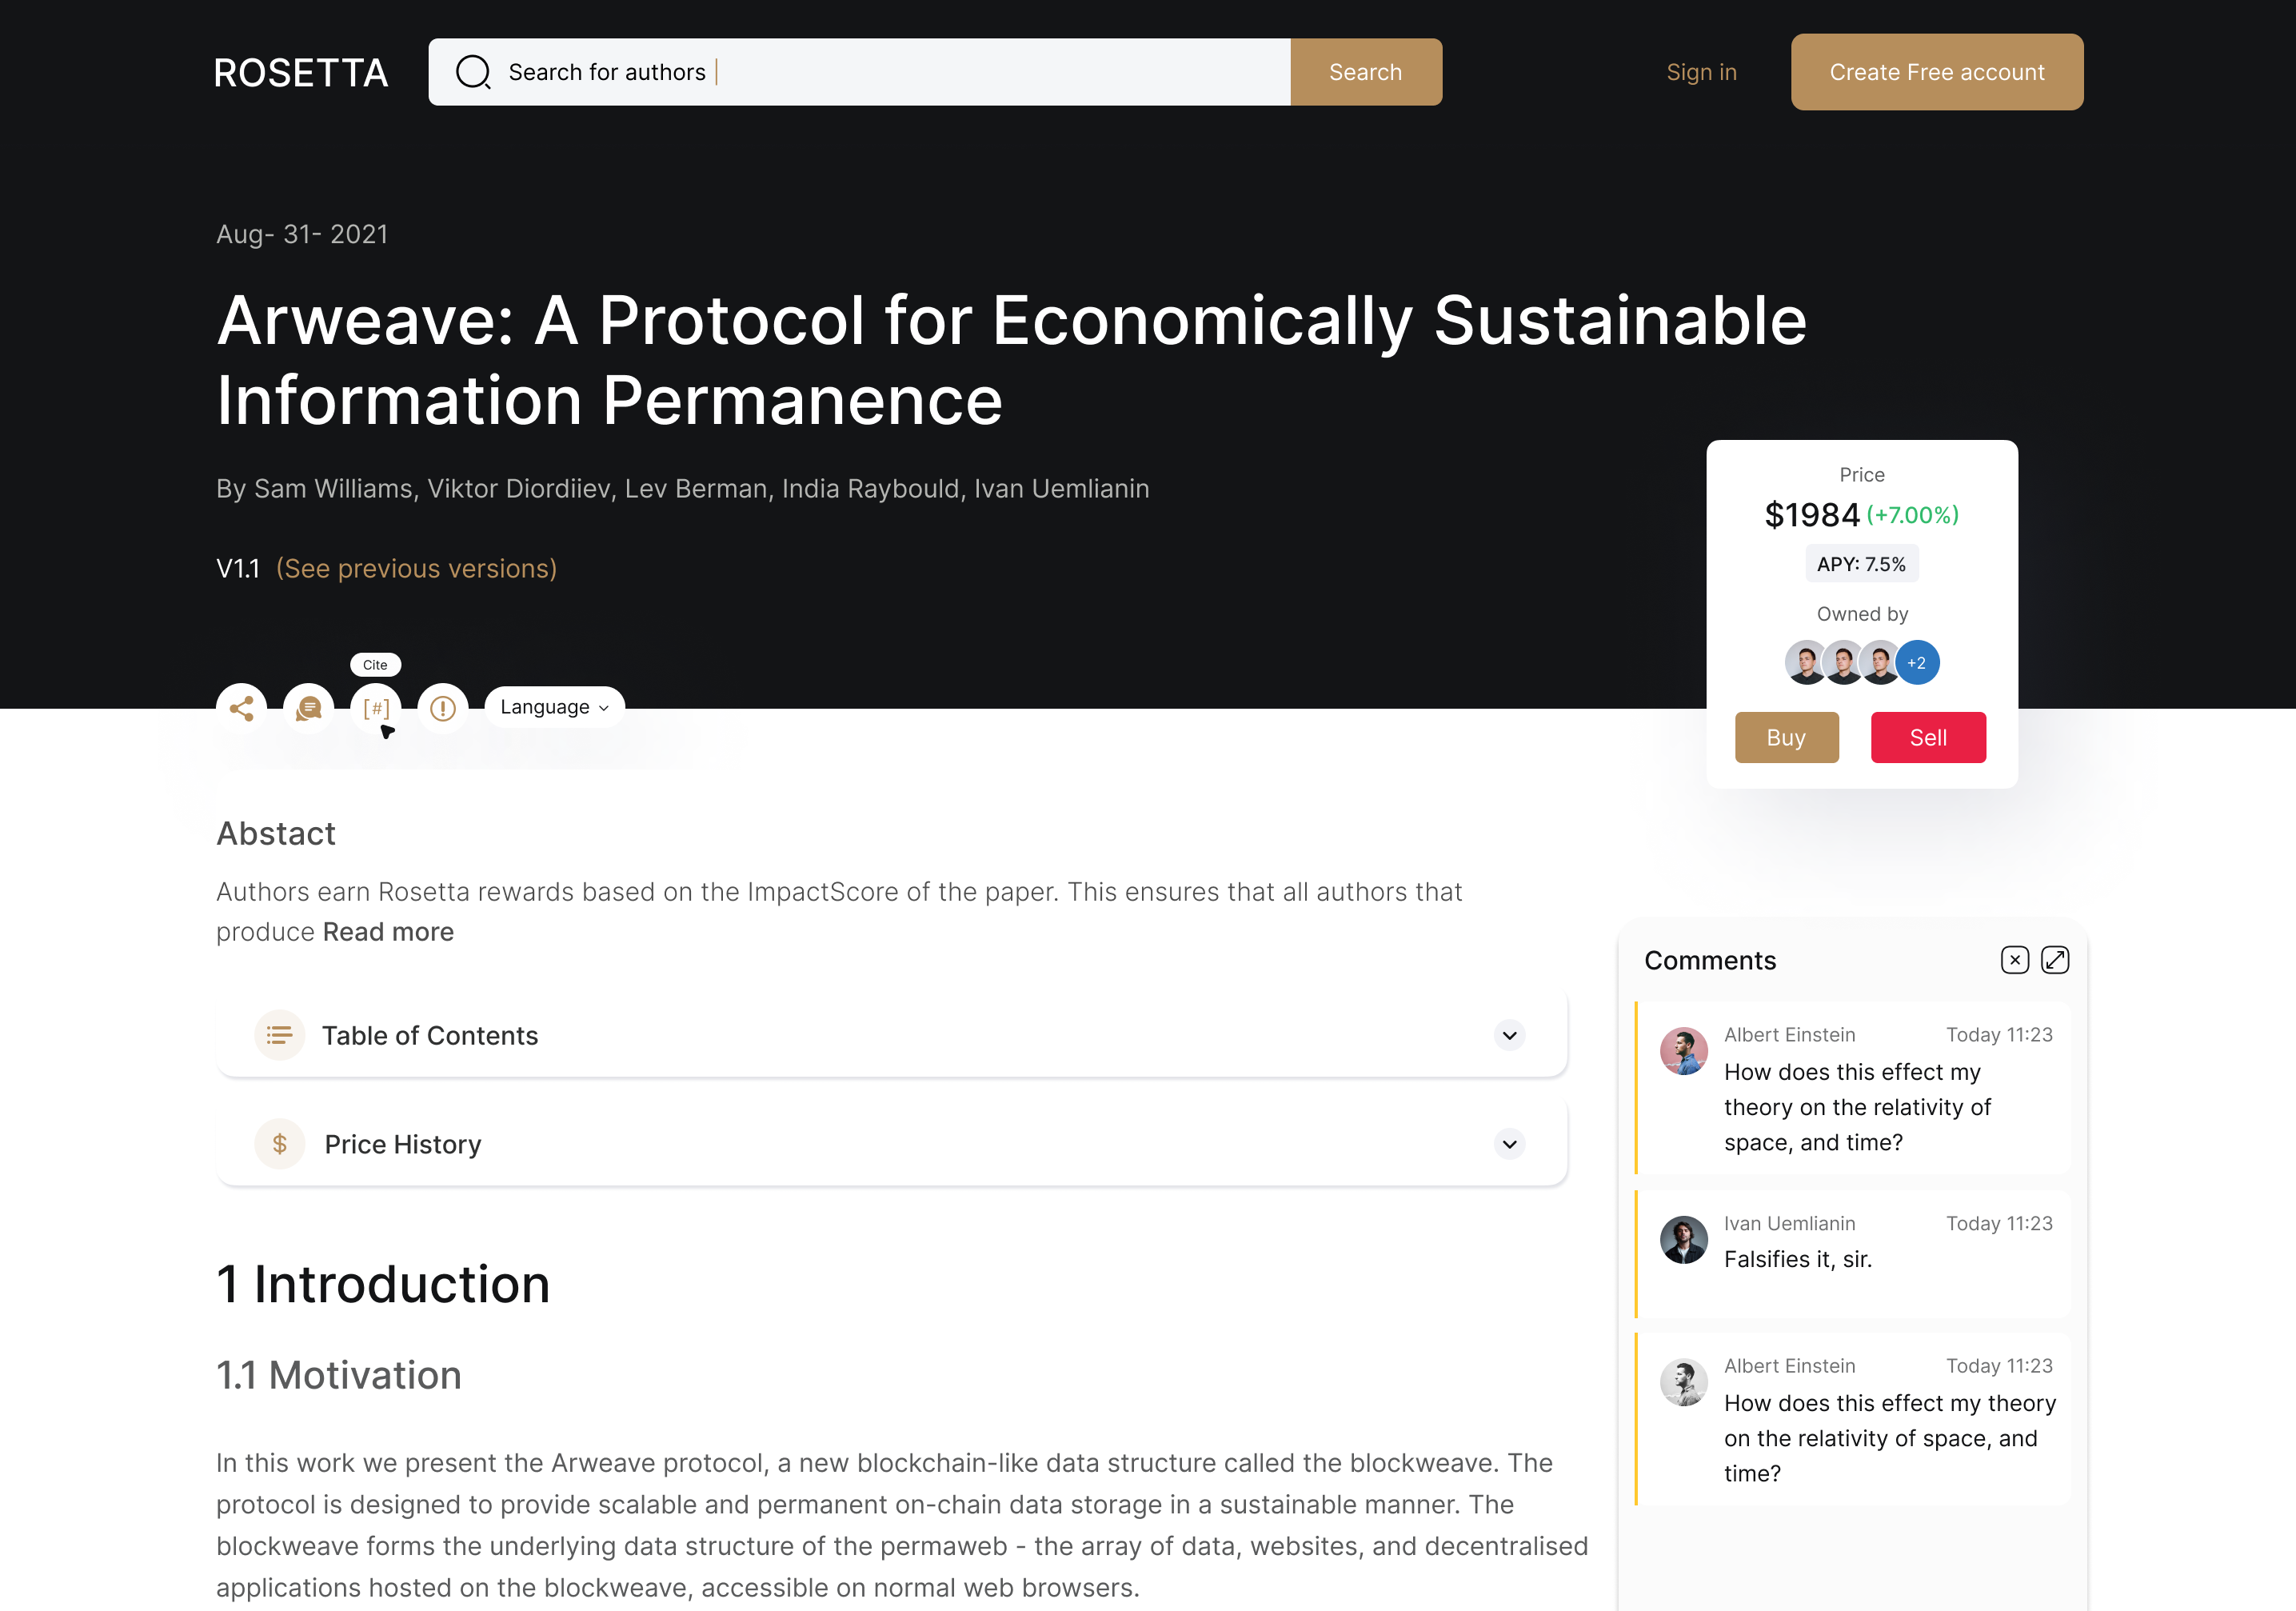 ROSETTA
Search for authors
Search
Sign in
Create Free account
Aug- 31- 2021
Arweave: A Protocol for Economically Sustainable
Information Permanence
By Sam Williams, Viktor Diordiiev, Lev Berman, India Raybould, Ivan Uemlianin
V1.1 (See previous versions)
Price
$1984 (+7.00%)
APY: 7.5%
Owned by
+2
Buy
Sell
Cite
[#]
Language
Abstact
Authors earn Rosetta rewards based on the ImpactScore of the paper. This ensures that all authors that
produce Read more
Table of Contents
$ Price History
1 Introduction
1.1 Motivation
In this work we present the Arweave protocol, a new blockchain-like data structure called the blockweave. The
protocol is designed to provide scalable and permanent on-chain data storage in a sustainable manner. The
blockweave forms the underlying data structure of the permaweb - the array of data, websites, and decentralised
applications hosted on the blockweave, accessible on normal web browsers.
Comments
Albert Einstein Today 11:23
How does this effect my
theory on the relativity of
space, and time?
Ivan Uemlianin Today 11:23
Falsifies it, sir.
Albert Einstein Today 11:23
How does this effect my theory
on the relativity of space, and
time?